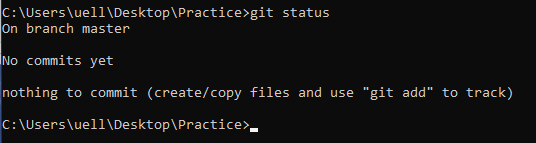 C:\Users\uell\Desktop\Practice>git status
On branch master
No commits yet
nothing to commit (create/copy files and use "git add" to track)
C:\Users\uell\Desktop\Practice>